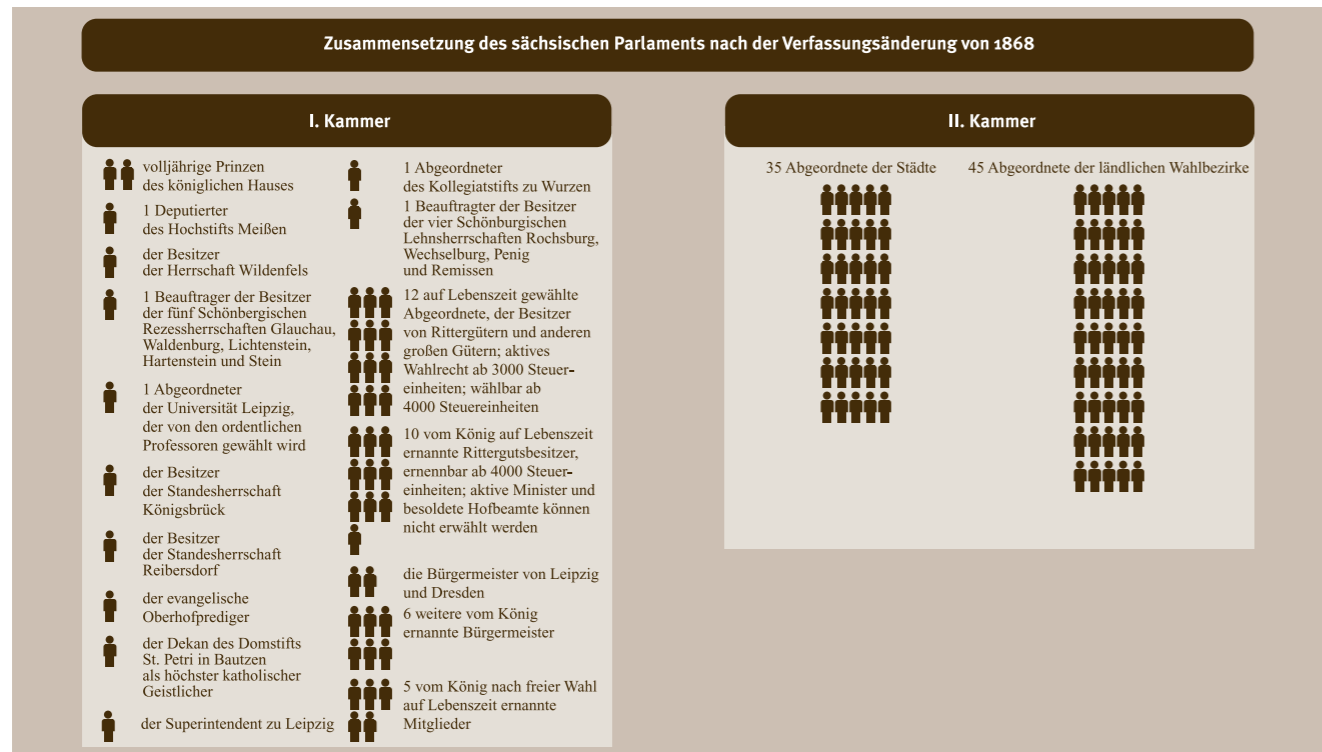 Zusammensetzung des sächsischen Parlaments nach der Verfassungsänderung von 1868
I. Kammer
volljährige Prinzen
des königlichen Hauses
1 Deputierter
des Hochstifts Meißen
der Besitzer
der Herrschaft Wildenfels
1 Beauftrager der Besitzer
der fünf Schönbergischen
Rezessherrschaften Glauchau,
Waldenburg, Lichtenstein,
Hartenstein und Stein
1 Abgeordneter
der Universität Leipzig,
der von den ordentlichen
Professoren gewählt wird
der Besitzer
der Standesherrschaft
Königsbrück
der Besitzer
der Standesherrschaft
Reibersdorf
der evangelische
Oberhofprediger
der Dekan des Domstifts
St. Petri in Bautzen
als höchster katholischer
Geistlicher
der Superintendent zu Leipzig
1 Abgeordneter
des Kollegiatstifts zu Wurzen
1 Beauftragter der Besitzer
der vier Schönburgischen
Lehnsherrschaften Rochsburg,
Wechselburg, Penig
und Remissen
12 auf Lebenszeit gewählte
Abgeordnete, der Besitzer
von Rittergütern und anderen
großen Gütern; aktives
Wahlrecht ab 3000 Steuer-
einheiten; wählbar ab
4000 Steuereinheiten
10 vom König auf Lebenszeit
ernannte Rittergutsbesitzer,
ernennbar ab 4000 Steuer-
einheiten; aktive Minister und
besoldete Hofbeamte können
nicht erwählt werden
die Bürgermeister von Leipzig
und Dresden
6 weitere vom König
ernannte Bürgermeister
5 vom König nach freier Wahl
auf Lebenszeit ernannte
Mitglieder
II. Kammer
35 Abgeordnete der Städte
45 Abgeordnete der ländlichen Wahlbezirke